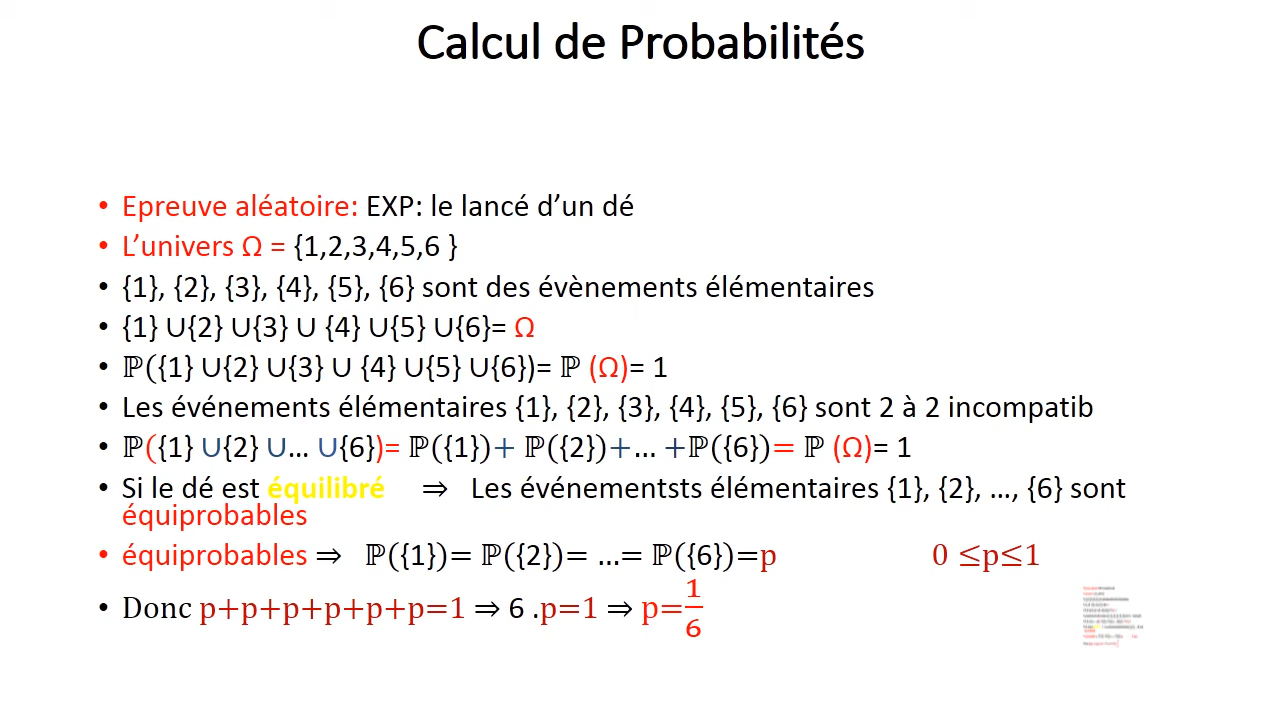 Calcul de Probabilités
• Epreuve aléatoire: EXP: le lancé d’un dé
• L’univers Ω = {1,2,3,4,5,6 }
• {1}, {2}, {3}, {4}, {5}, {6} sont des évènements élémentaires
• {1} ∪{2} ∪{3} ∪ {4} ∪{5} ∪{6}= Ω
• ℙ({1} ∪{2} ∪{3} ∪ {4} ∪{5} ∪{6})= ℙ (Ω)= 1
• Les événements élémentaires {1}, {2}, {3}, {4}, {5}, {6} sont 2 à 2 incompatib
• ℙ({1} ∪{2} ∪... ∪{6})= ℙ({1})+ ℙ({2})+... +ℙ({6})= ℙ (Ω)= 1
• Si le dé est équilibré ⇒ Les événementsts élémentaires {1}, {2}, ..., {6} sont
équiprobables
• équiprobables ⇒ ℙ({1})= ℙ({2})= ...= ℙ({6})=p 0 ≤p≤1
• Donc p+p+p+p+p+p=1 ⇒ 6 .p=1 ⇒ p=1/6